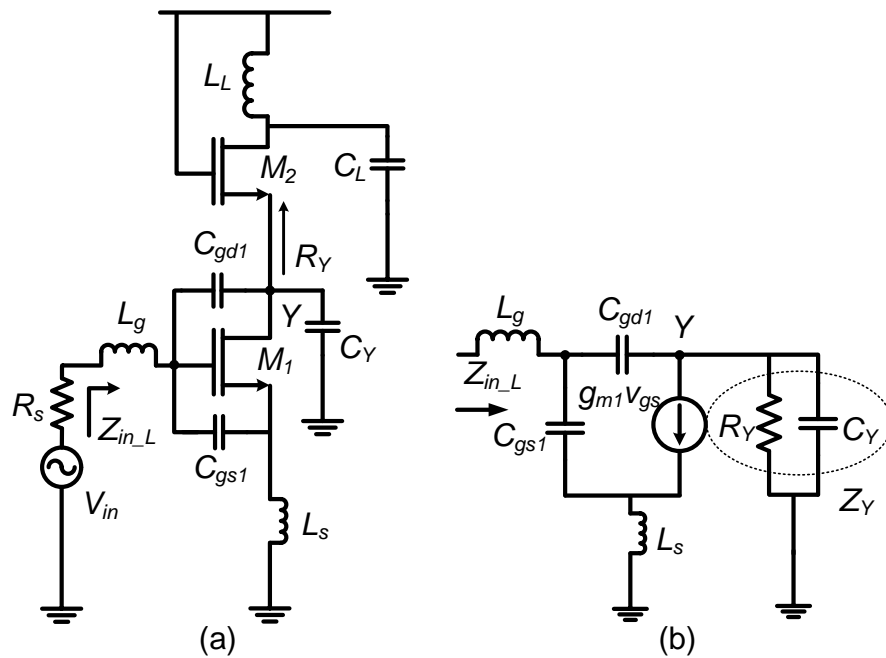 L_L
M_2
C_L
C_gd1
R_Y
L_g
Y
M_1
C_Y
R_s
Z_in_L
C_gs1
V_in
L_s
(a)
L_g
C_gd1
Y
Z_in_L
g_m1v_gs
R_Y
C_Y
C_gs1
Z_Y
L_s
(b)